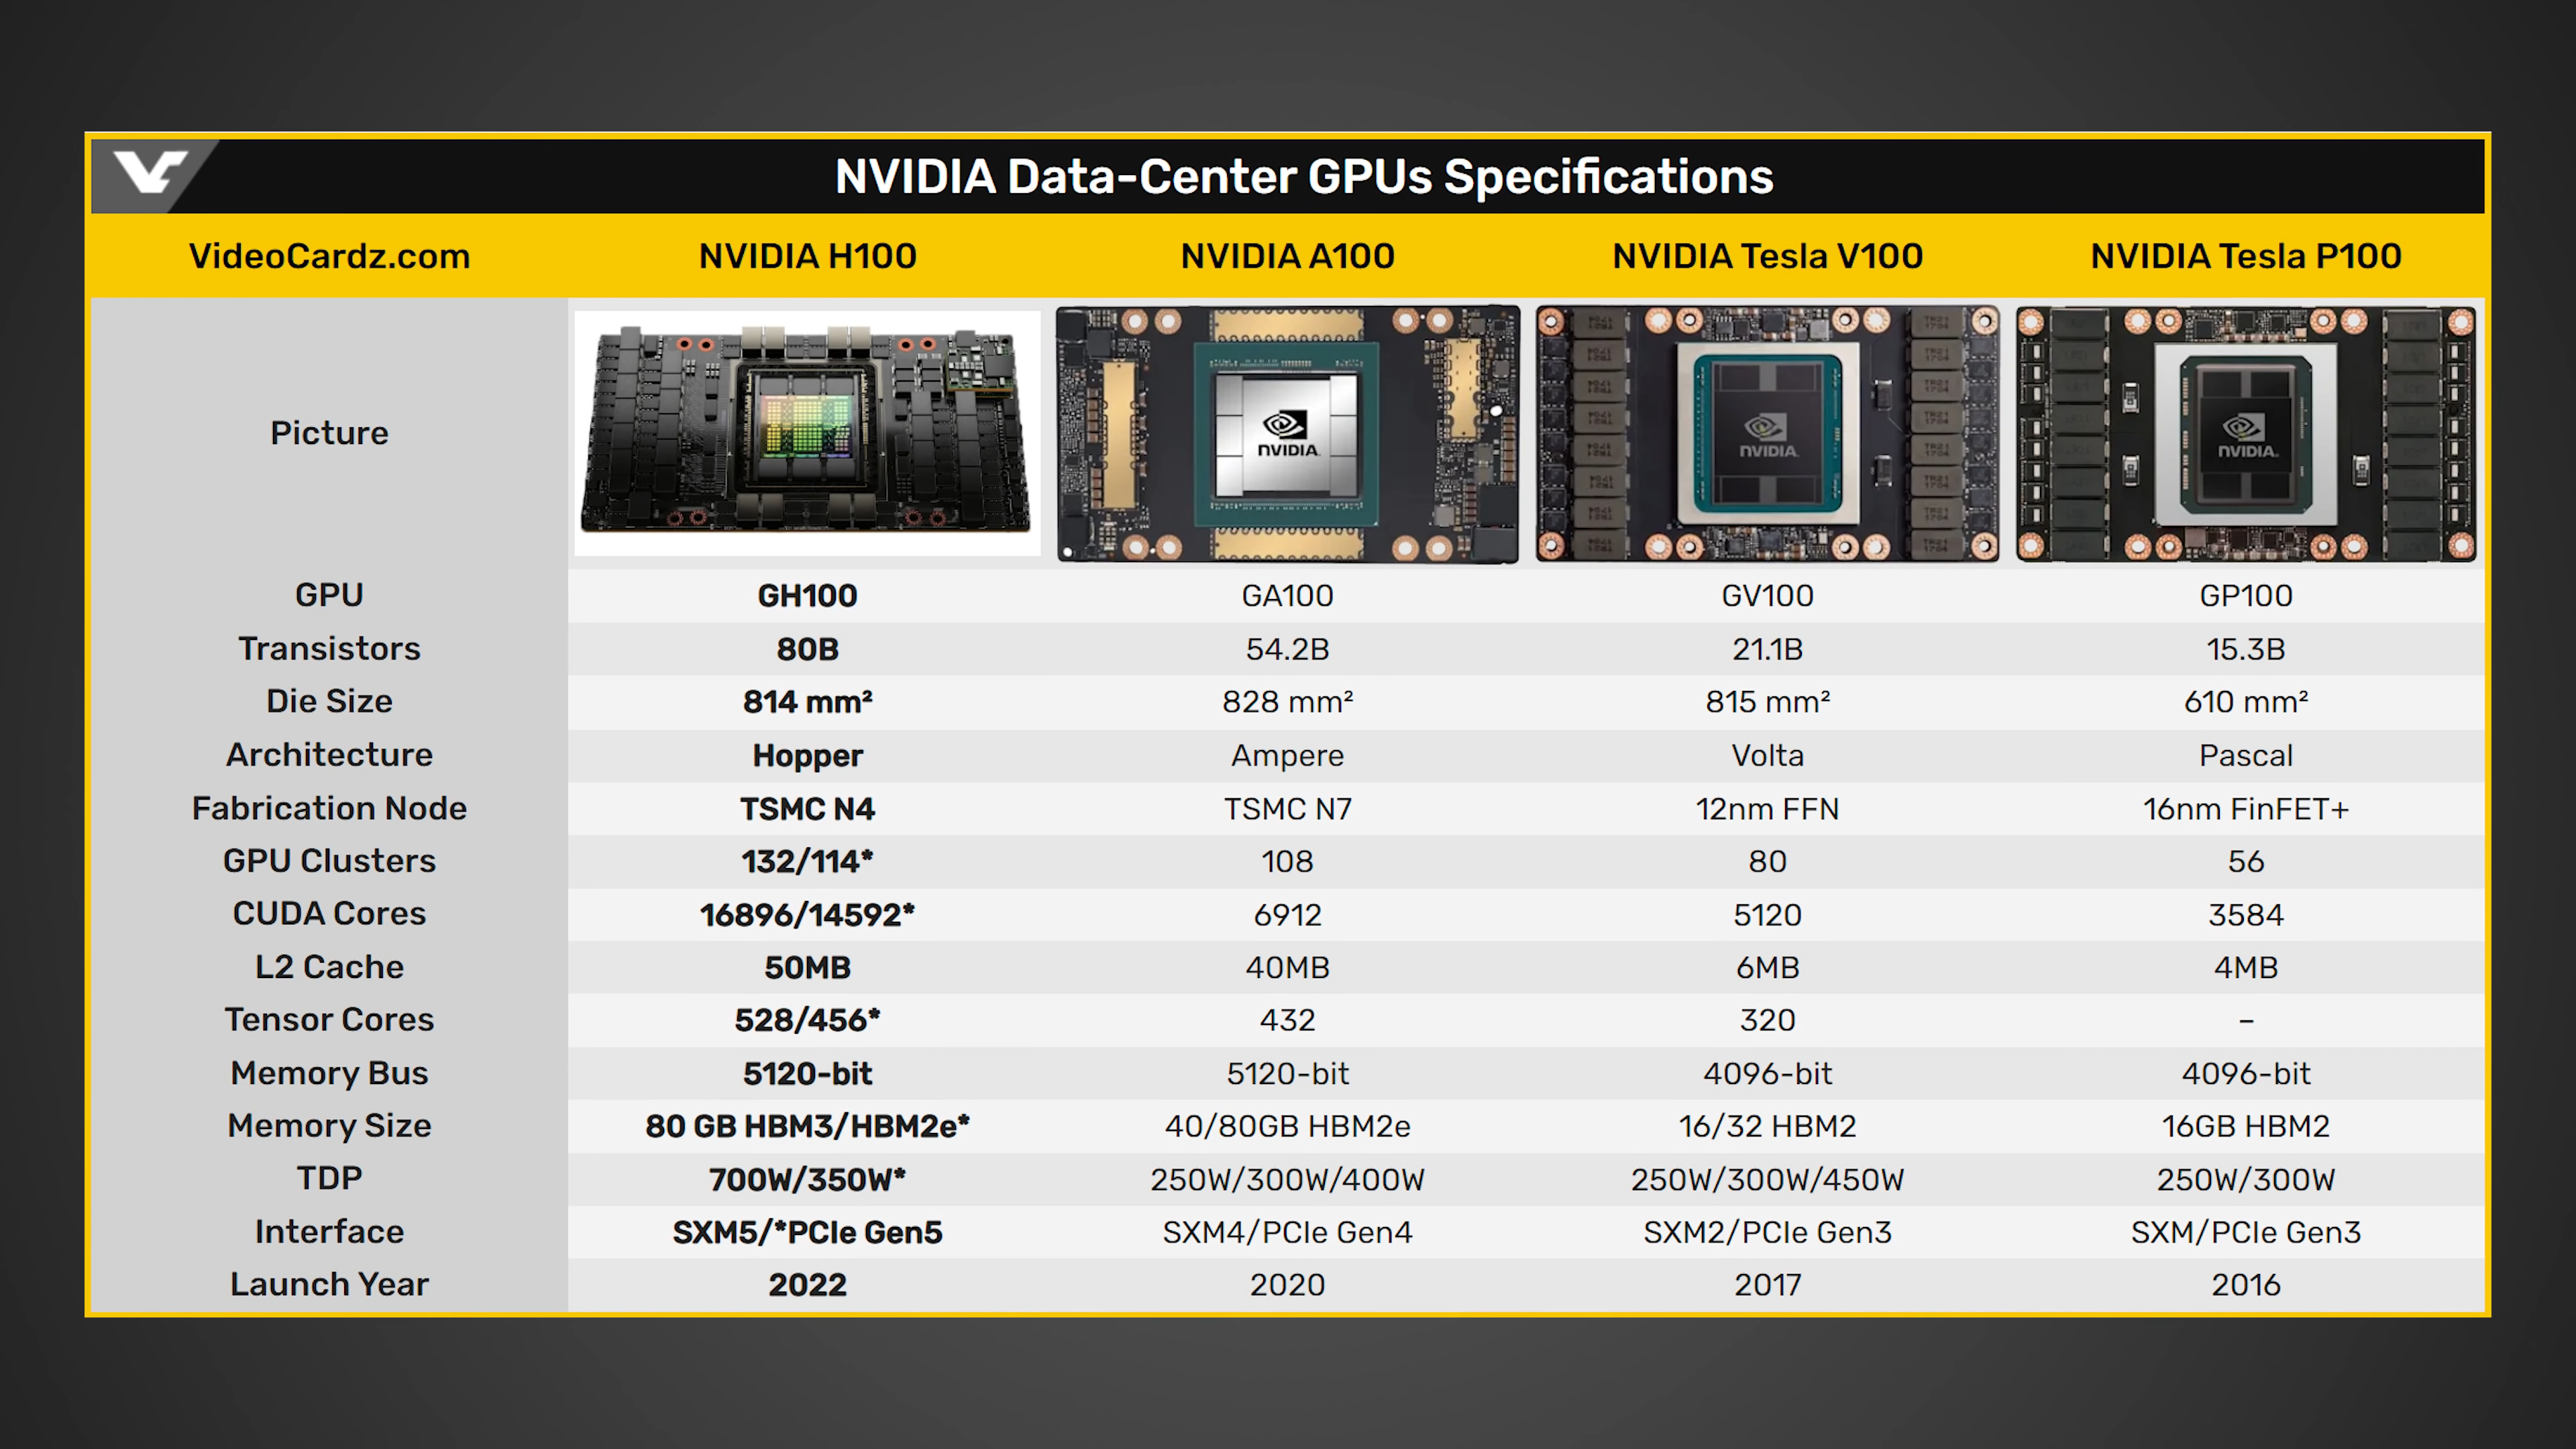 NVIDIA Data-Center GPUs Specifications
VideoCardz.com NVIDIA H100 NVIDIA A100 NVIDIA Tesla V100 NVIDIA Tesla P100
Picture
NVIDIA.
NVIDIA.
NVIDIA.
GPU GH100 GA100 GV100 GP100
Transistors 80B 54.2B 21.1B 15.3B
Die Size 814 mm² 828 mm² 815 mm² 610 mm²
Architecture Hopper Ampere Volta Pascal
Fabrication Node TSMC N4 TSMC N7 12nm FFN 16nm FinFET+
GPU Clusters 132/114* 108 80 56
CUDA Cores 16896/14592* 6912 5120 3584
L2 Cache 50MB 40MB 6MB 4MB
Tensor Cores 528/456* 432 320 –
Memory Bus 5120-bit 5120-bit 4096-bit 4096-bit
Memory Size 80 GB HBM3/HBM2e* 40/80GB HBM2e 16/32 HBM2 16GB HBM2
TDP 700W/350W* 250W/300W/400W 250W/300W/450W 250W/300W
Interface SXM5/*PCIe Gen5 SXM4/PCIe Gen4 SXM2/PCIe Gen3 SXM/PCIe Gen3
Launch Year 2022 2020 2017 2016